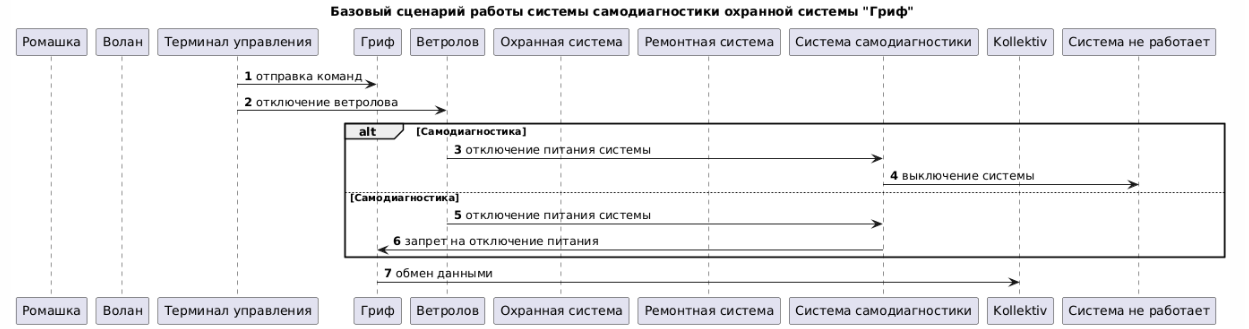 Базовый сценарий работы системы самодиагностики охранной системы "Гриф"
Ромашка Волан Терминал управления Гриф Ветролов Охранная система Ремонтная система Система самодиагностики Kollektiv Система не работает
1 отправка команд
2 отключение ветролова
alt [Самодиагностика]
3 отключение питания системы
4 выключение системы
[Самодиагностика]
5 отключение питания системы
6 запрет на отключение питания
7 обмен данными
Ромашка Волан Терминал управления Гриф Ветролов Охранная система Ремонтная система Система самодиагностики Kollektiv Система не работает